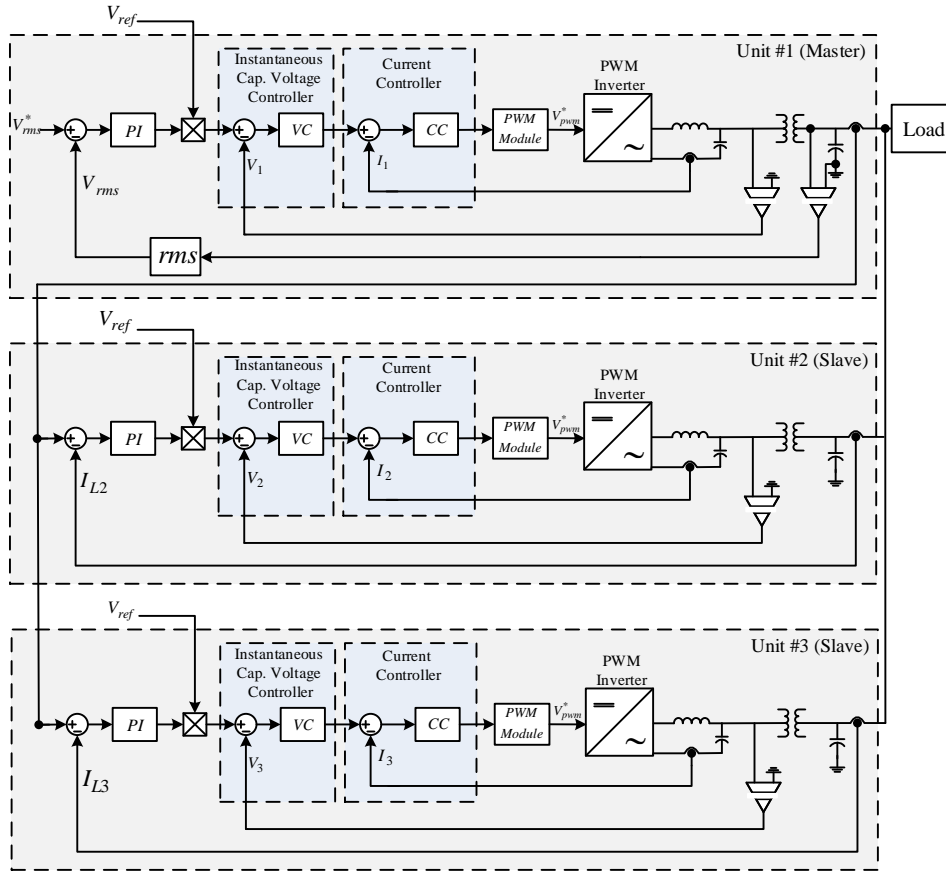 V_ref
Unit #1 (Master)
Instantaneous
Cap. Voltage
Controller
Current
Controller
PWM
Inverter
V*_rms
PI
VC
CC
PWM
Module
V*_pwm
Load
V_1
I_1
V_rms
rms
V_ref
Unit #2 (Slave)
Instantaneous
Cap. Voltage
Controller
Current
Controller
PWM
Inverter
PI
VC
CC
PWM
Module
V*_pwm
I_L2
V_2
I_2
V_ref
Unit #3 (Slave)
Instantaneous
Cap. Voltage
Controller
Current
Controller
PWM
Inverter
PI
VC
CC
PWM
Module
V*_pwm
I_L3
V_3
I_3